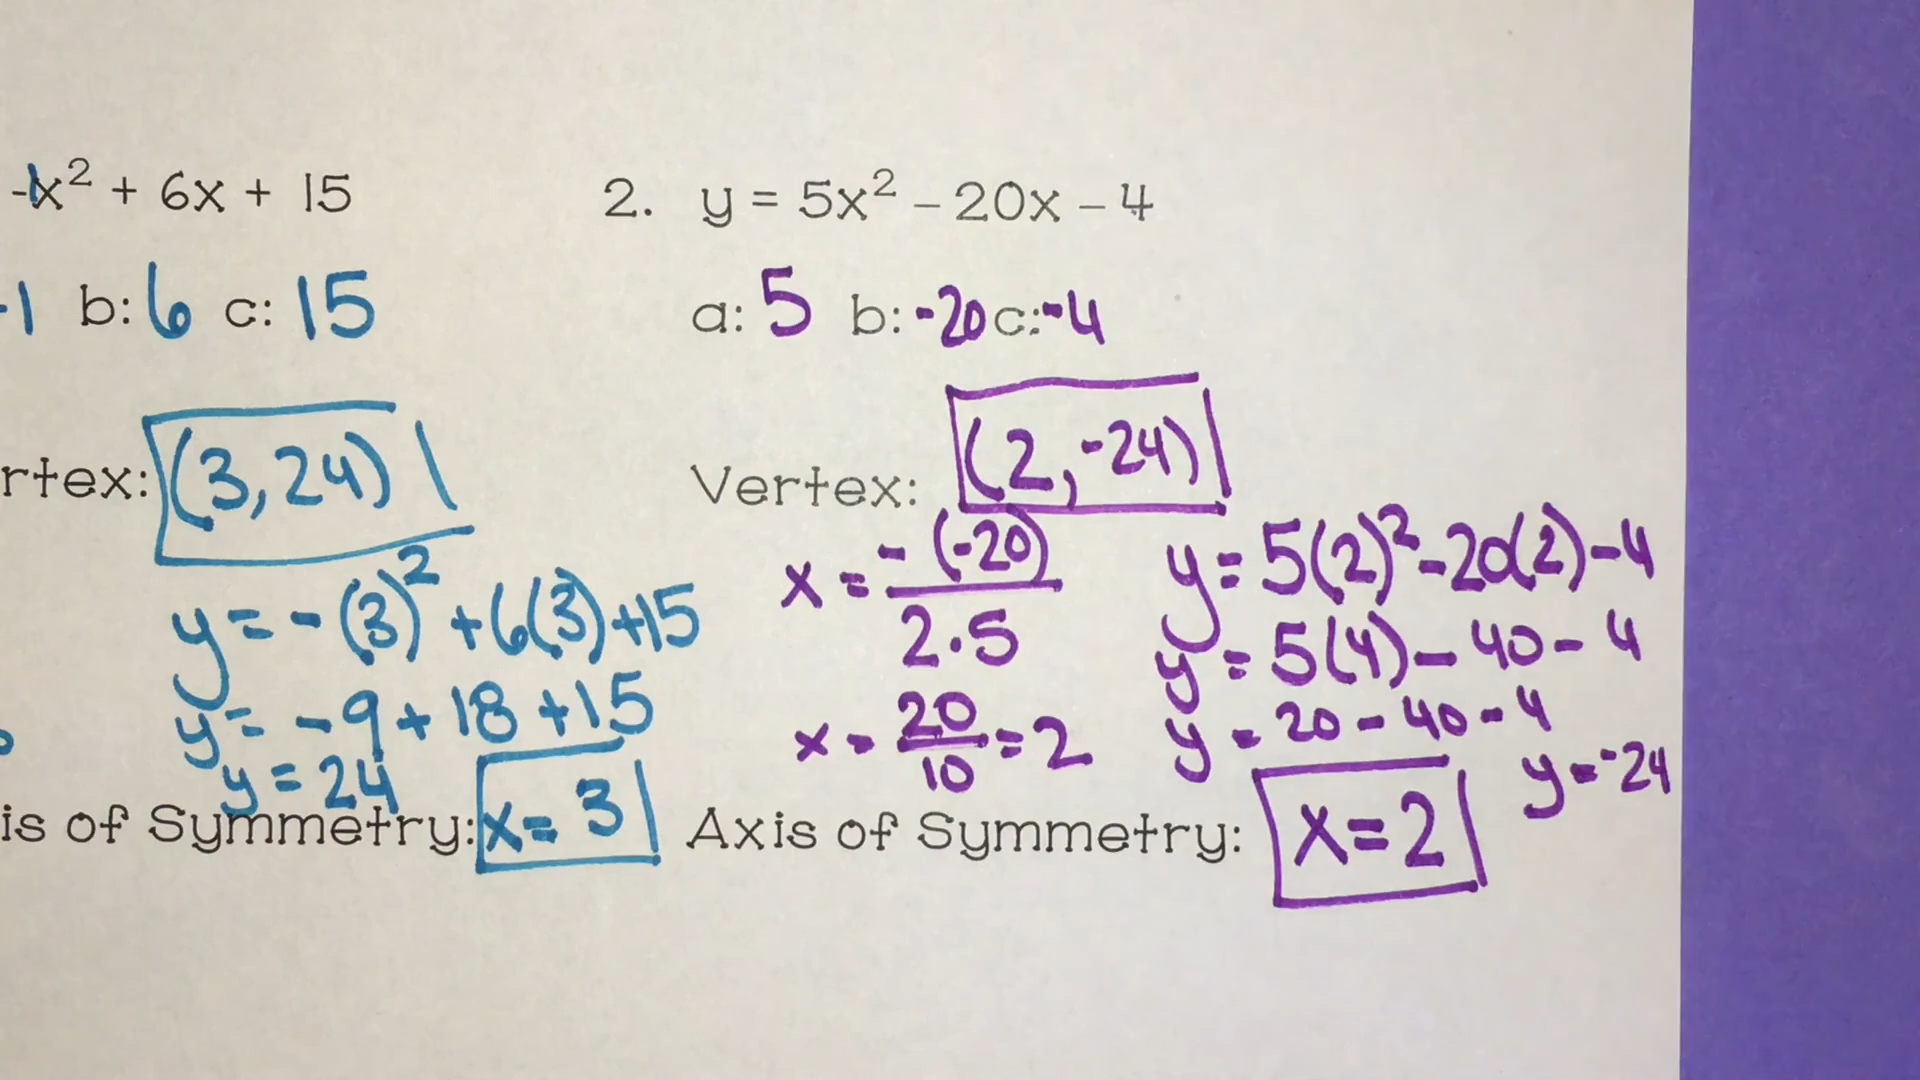 -1x² + 6x + 15
-1 b: 6 c: 15
rtex: (3, 24)
y = -(3)² + 6(3) + 15
y = -9 + 18 + 15
y = 24
is of Symmetry: x = 3
2. y = 5x² – 20x – 4
a: 5 b: -20 c: -4
Vertex: (2, -24)
x = -(-20)
2·5
x = 20/10 = 2
y = 5(2)² - 20(2) - 4
y = 5(4) - 40 - 4
y = 20 - 40 - 4
y = -24
Axis of Symmetry: x = 2